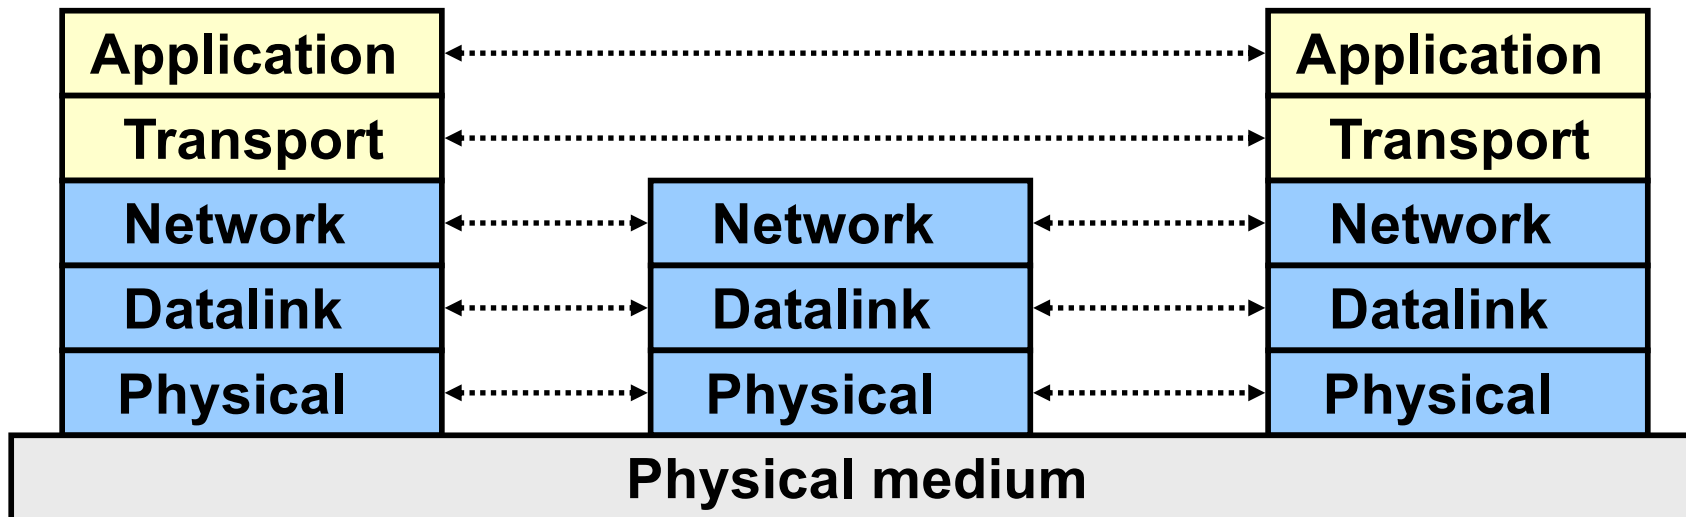 Application Application
Transport Transport
Network Network Network
Datalink Datalink Datalink
Physical Physical Physical
Physical medium